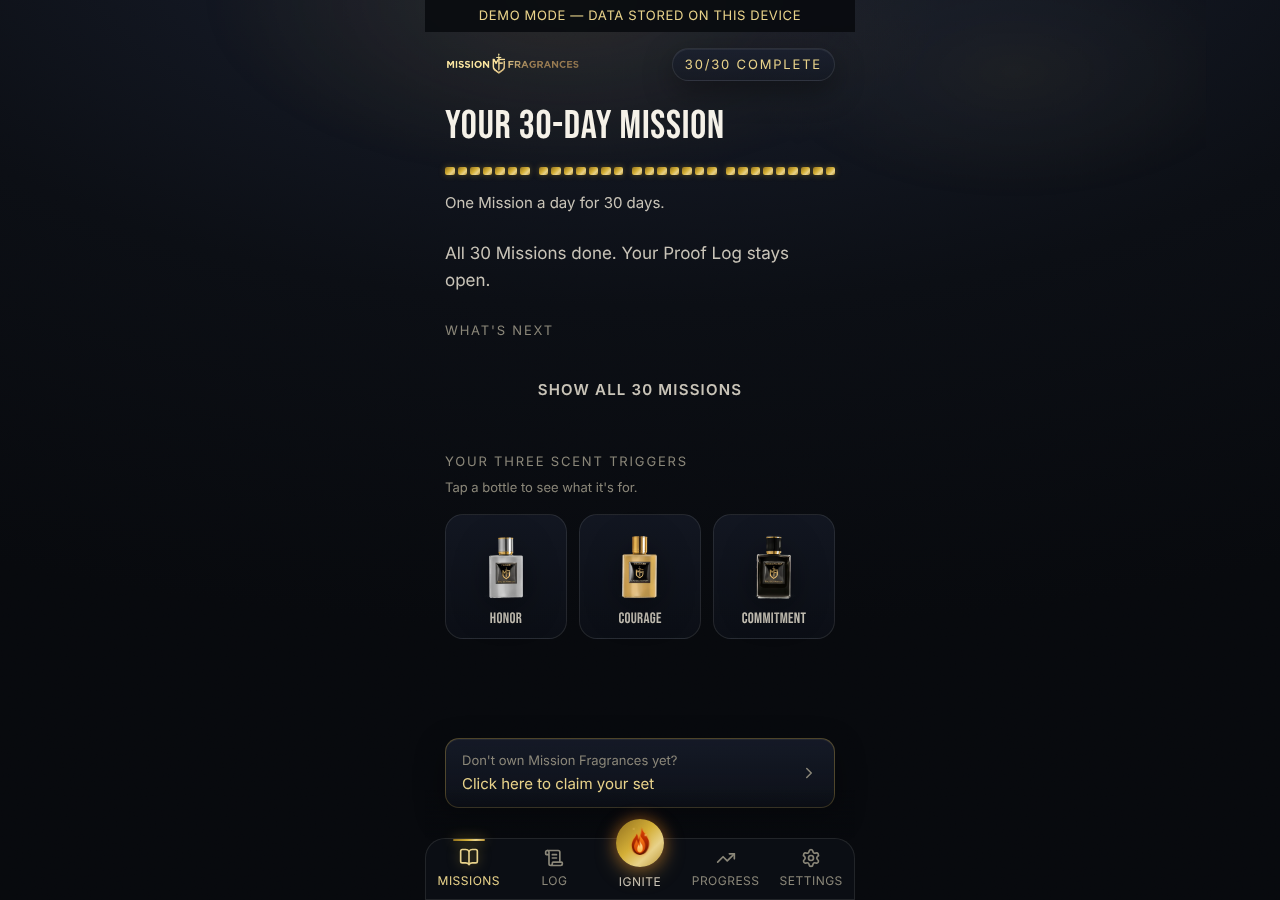 DEMO MODE — DATA STORED ON THIS DEVICE
MISSION FRAGRANCES
30/30 COMPLETE
YOUR 30-DAY MISSION
One Mission a day for 30 days.
All 30 Missions done. Your Proof Log stays
open.
WHAT'S NEXT
SHOW ALL 30 MISSIONS
YOUR THREE SCENT TRIGGERS
Tap a bottle to see what it's for.
HONOR
COURAGE
COMMITMENT
Don't own Mission Fragrances yet?
Click here to claim your set
MISSIONS
LOG
IGNITE
PROGRESS
SETTINGS